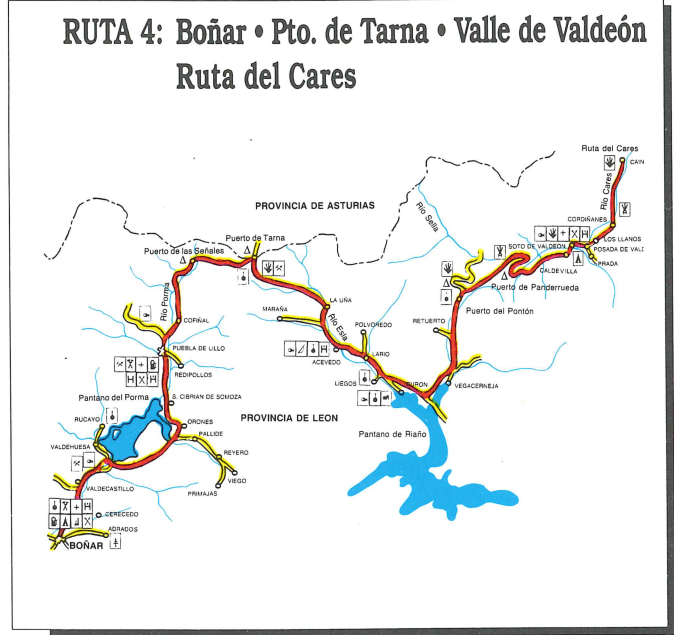 RUTA 4: Boñar • Pto. de Tarna • Valle de Valdeón
Ruta del Cares
Ruta del Cares
CAIN
Río Cares
PROVINCIA DE ASTURIAS
Río Sella
CORDIÑANES
LOS LLANOS
POSADA DE VALD
PRADA
SOTO DE VALDEÓN
CALDEVILLA
Puerto de Panderrueda
Puerto de Tarna
Puerto de las Señales
Puerto del Pontón
LA UÑA
MARAÑA
Río Esla
POLVOREDO
RETUERTO
Río Porma
COFIÑAL
PUEBLA DE LILLO
REDIPOLLOS
ACEVEDO
LARIO
LIEGOS
BURON
VEGACERNEJA
Pantano del Porma
S. CIBRIAN DE SOMOZA
RUCAYO
PROVINCIA DE LEON
ORONES
PALLIDE
Pantano de Riaño
VALDEHUESA
REYERO
VIEGO
PRIMAJAS
VALDECASTILLO
CERECEDO
ADRADOS
BOÑAR